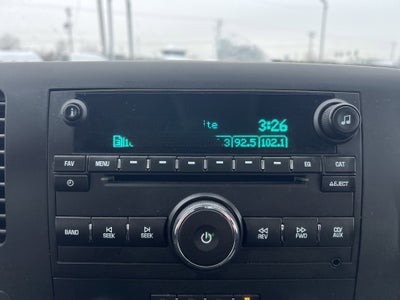 ite 3:26
3 92.5 102.1
FAV MENU EQ CAT
EJECT
BAND SEEK SEEK REV FWD CD/ AUX